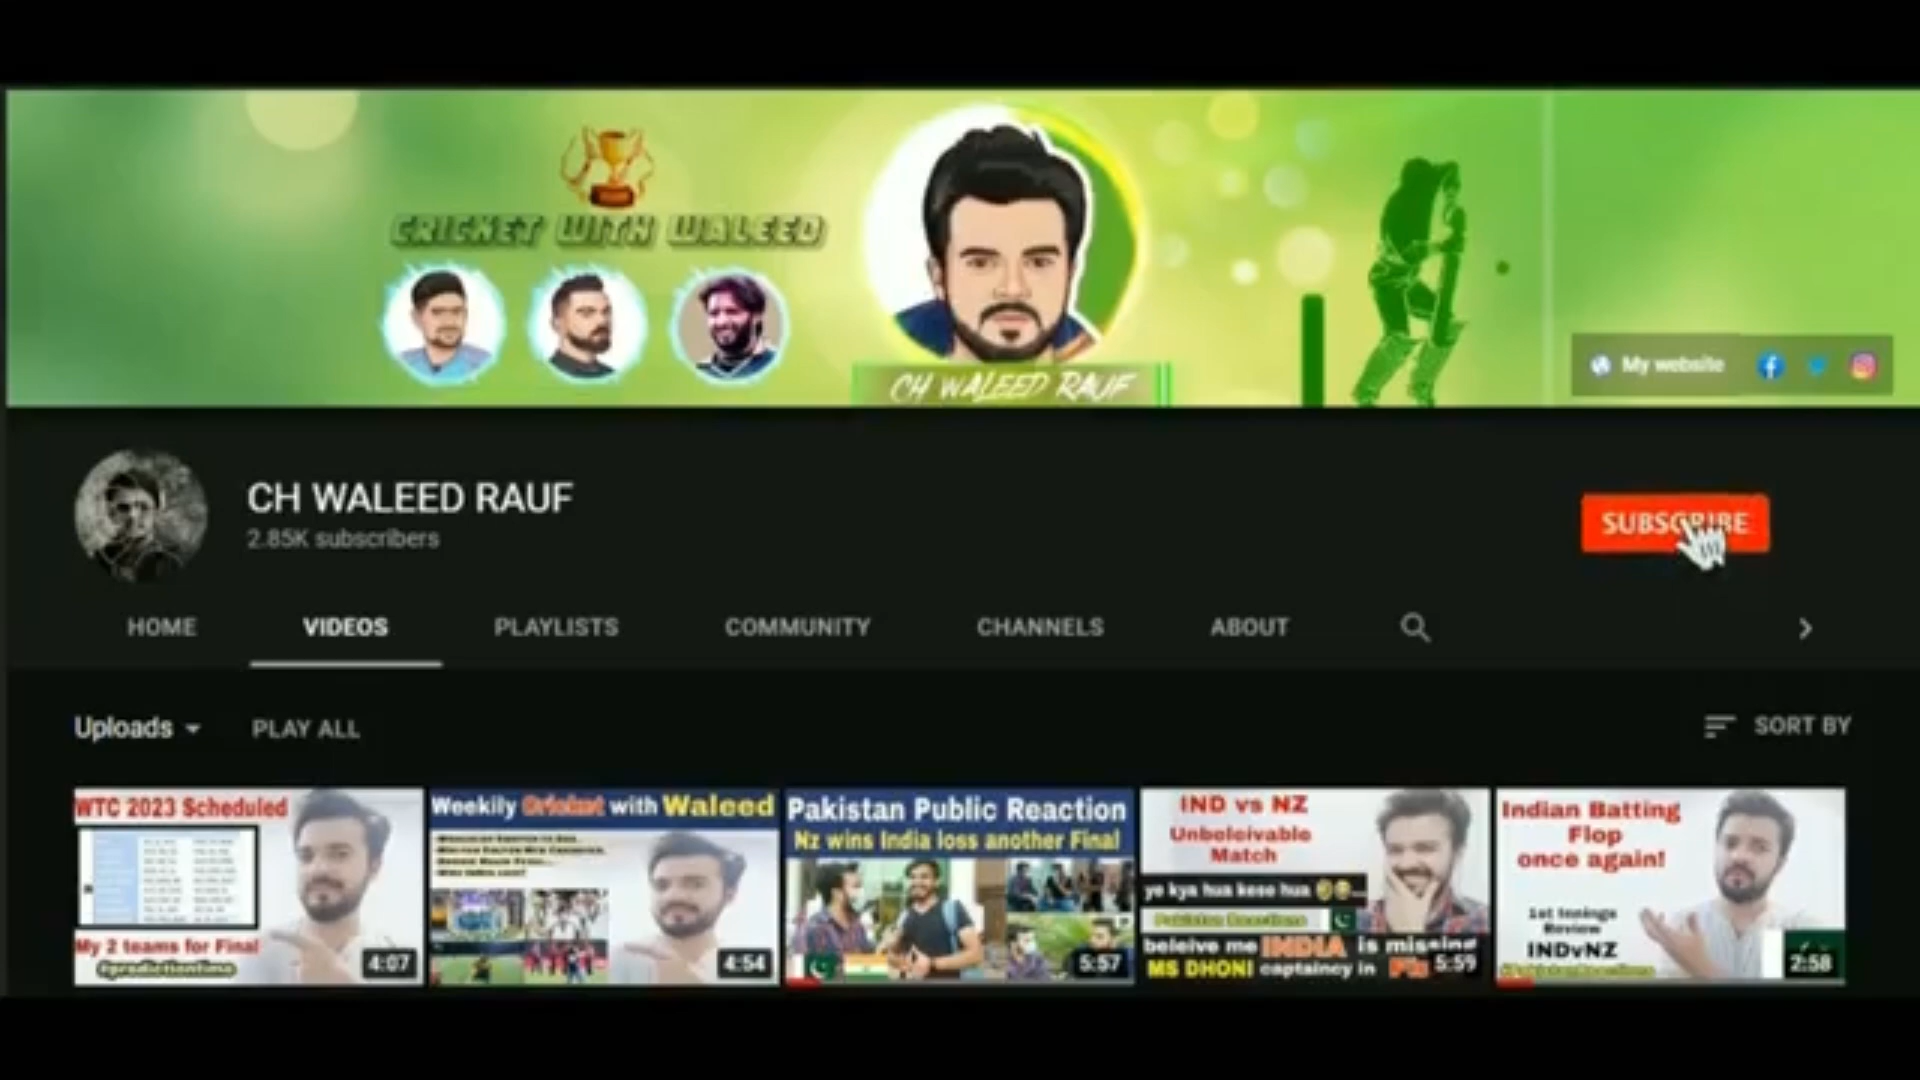 CRICKET WITH WALEED
CH WALEED RAUF
My website
CH WALEED RAUF
2.85K subscribers
SUBSCRIBE
HOME
VIDEOS
PLAYLISTS
COMMUNITY
CHANNELS
ABOUT
Uploads
PLAY ALL
SORT BY
WTC 2023 Scheduled
My 2 teams for Final
#predictiontime
4:07
Weekily Cricket with Waleed
4:54
Pakistan Public Reaction
Nz wins India loss another Final
5:57
IND vs NZ
Unbeleivable
Match
ye kya hua kese hua
Pakistan Reactions
beleive me INDIA is missing
MS DHONI captaincy in
5:59
Indian Batting
Flop
once again!
1st Innings
Review
INDvNZ
2:58